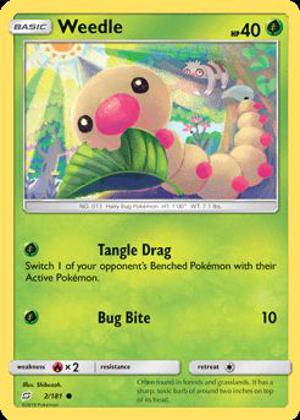 BASIC Weedle HP40
NO. 013 Hairy Bug Pokémon HT: 1'00" WT: 7.1 lbs.
Tangle Drag
Switch 1 of your opponent's Benched Pokémon with their
Active Pokémon.
Bug Bite 10
weakness ×2 resistance retreat
Illus. Shibuzoh.
Often found in forests and grasslands. It has a
sharp, toxic barb of around two inches on top
of its head.
2/181
©2019 Pokémon